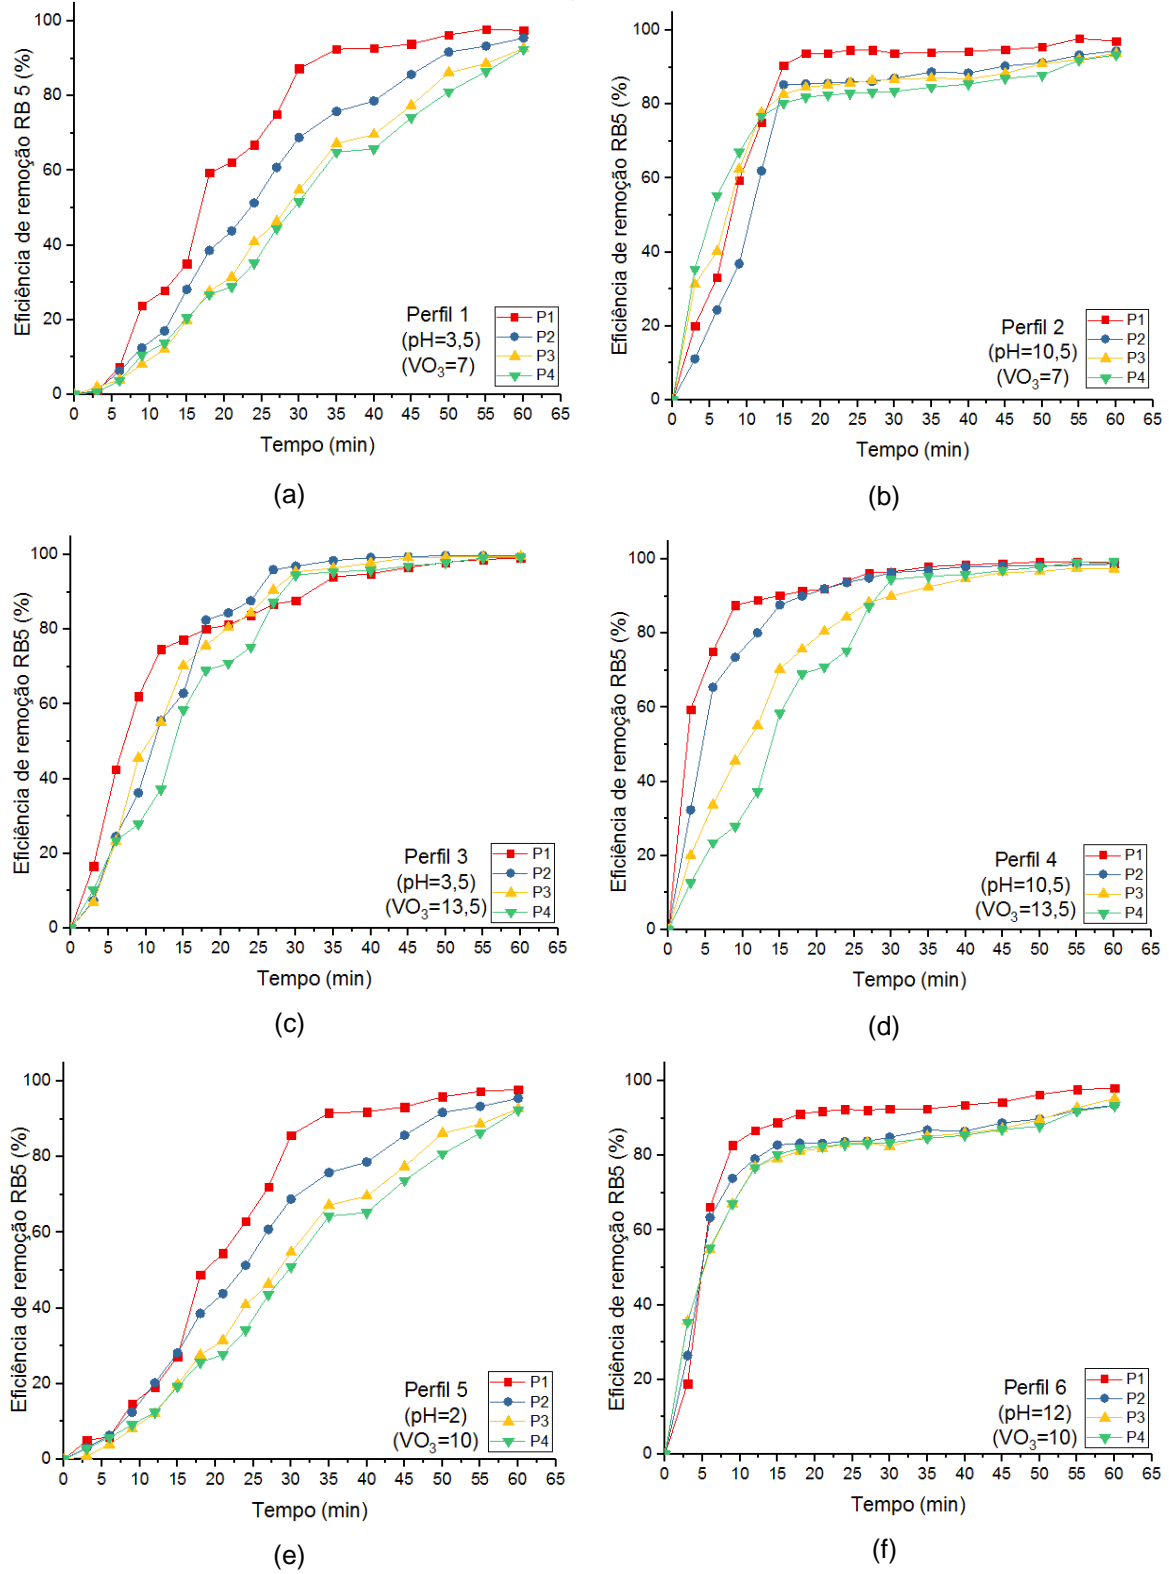 Eficiência de remoção RB 5 (%)
100
80
60
40
20
0
Perfil 1
(pH=3,5)
(VO₃=7)
P1
P2
P3
P4
0 5 10 15 20 25 30 35 40 45 50 55 60 65
Tempo (min)
(a)
Eficiência de remoção RB5 (%)
100
80
60
40
20
0
Perfil 2
(pH=10,5)
(VO₃=7)
P1
P2
P3
P4
0 5 10 15 20 25 30 35 40 45 50 55 60 65
Tempo (min)
(b)
Eficiência de remoção RB5 (%)
100
80
60
40
20
0
Perfil 3
(pH=3,5)
(VO₃=13,5)
P1
P2
P3
P4
0 5 10 15 20 25 30 35 40 45 50 55 60 65
Tempo (min)
(c)
Eficiência de remoção RB5 (%)
100
80
60
40
20
0
Perfil 4
(pH=10,5)
(VO₃=13,5)
P1
P2
P3
P4
0 5 10 15 20 25 30 35 40 45 50 55 60 65
Tempo (min)
(d)
Eficiência de remoção RB5 (%)
100
80
60
40
20
0
Perfil 5
(pH=2)
(VO₃=10)
P1
P2
P3
P4
0 5 10 15 20 25 30 35 40 45 50 55 60 65
Tempo (min)
(e)
Eficiência de remoção RB5 (%)
100
80
60
40
20
0
Perfil 6
(pH=12)
(VO₃=10)
P1
P2
P3
P4
0 5 10 15 20 25 30 35 40 45 50 55 60 65
Tempo (min)
(f)